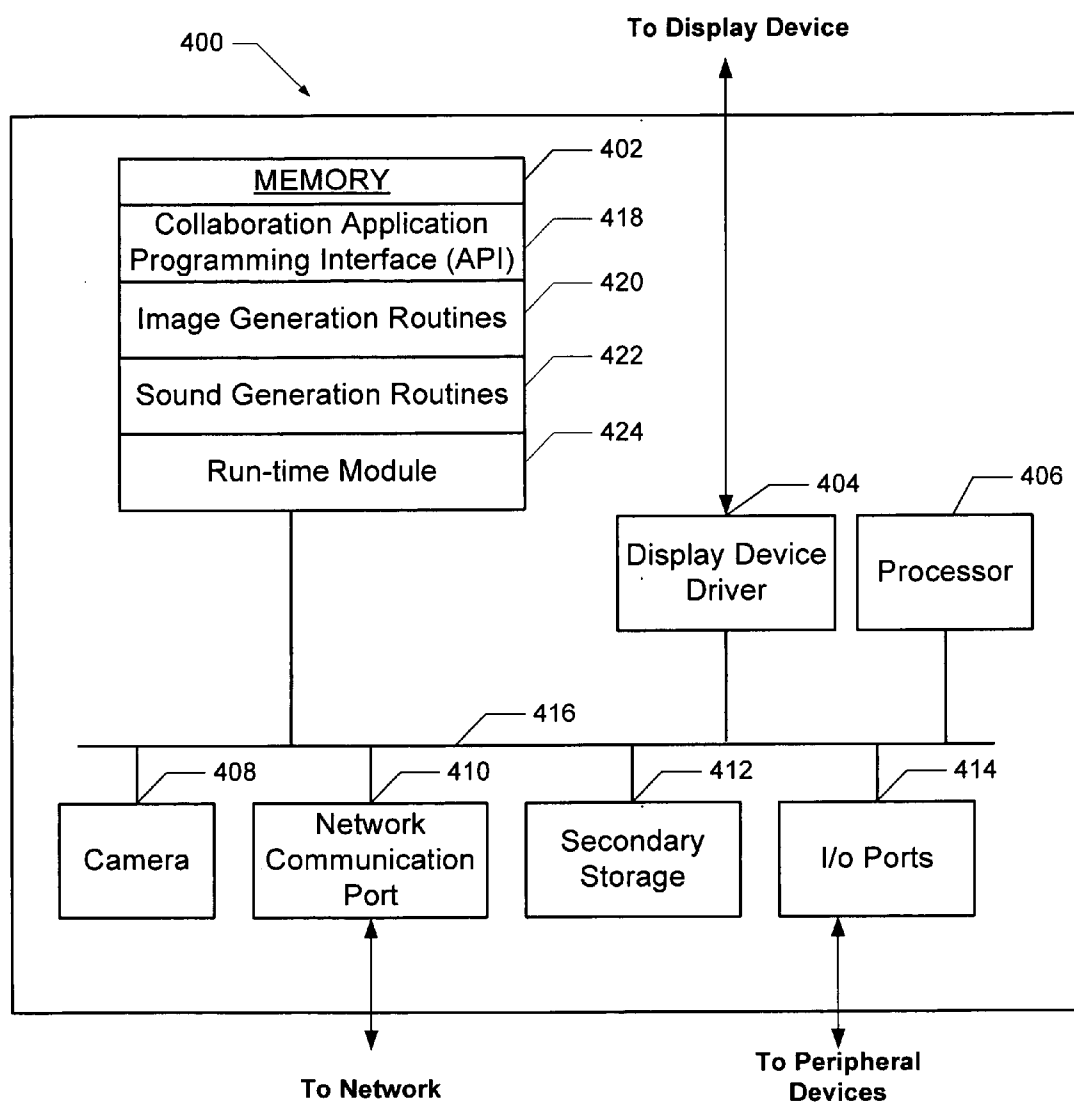 To Display Device
400
MEMORY
402
Collaboration Application
Programming Interface (API)
418
Image Generation Routines
420
Sound Generation Routines
422
Run-time Module
424
404
406
Display Device
Driver
Processor
416
408
410
412
414
Camera
Network
Communication
Port
Secondary
Storage
I/o Ports
To Network
To Peripheral
Devices